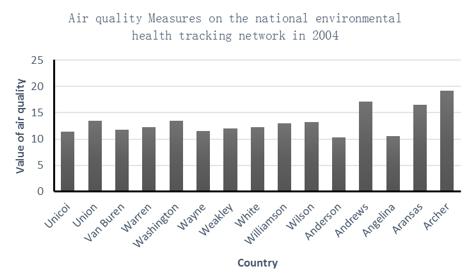 Air quality Measures on the national environmental
health tracking network in 2004
Value of air quality
25
20
15
10
5
0
Unicoi
Union
Van Buren
Warren
Washington
Wayne
Weakley
White
Williamson
Wilson
Anderson
Andrews
Angelina
Aransas
Archer
Country